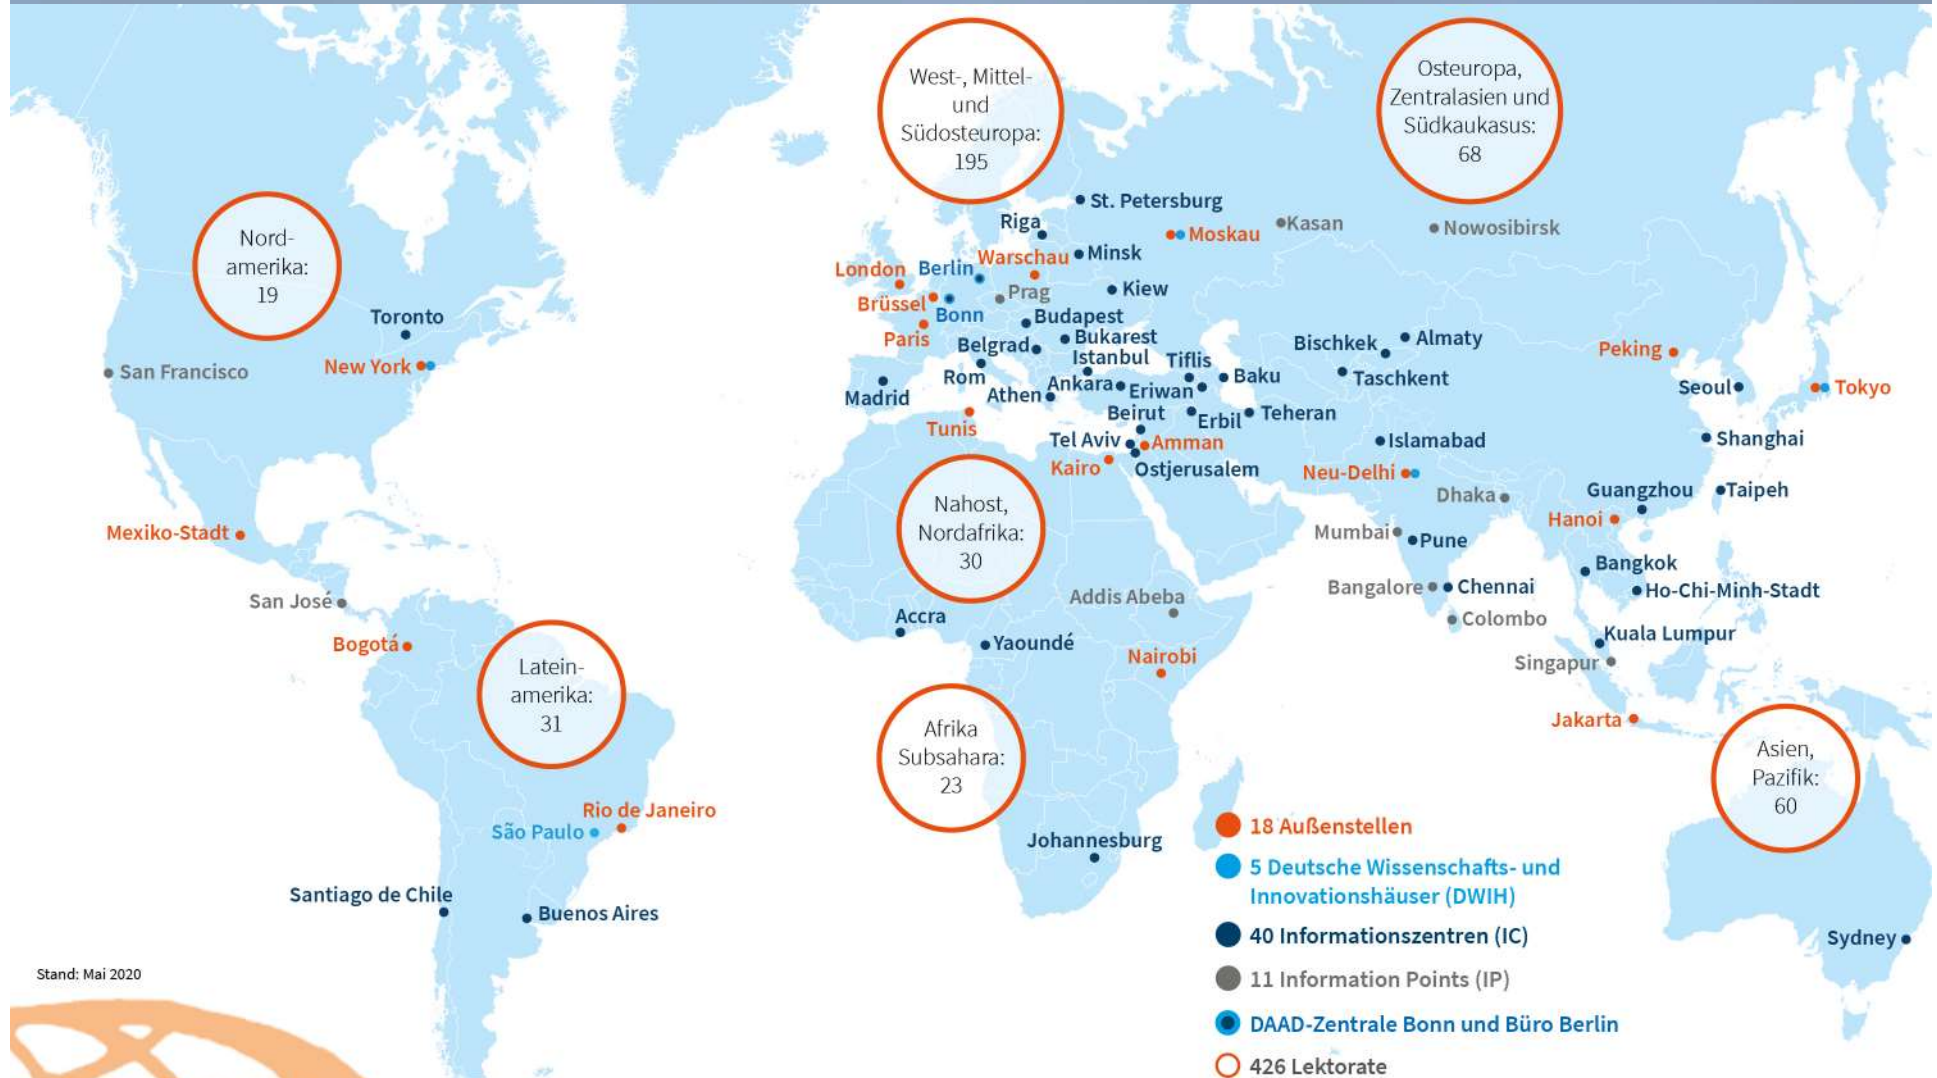 West-, Mittel-
und
Südosteuropa:
195
Osteuropa,
Zentralasien und
Südkaukasus:
68
Nord-
amerika:
19
St. Petersburg
Riga
Moskau
Kasan
Nowosibirsk
Warschau
Minsk
London
Berlin
Brüssel
Prag
Kiew
Bonn
Toronto
Budapest
Paris
Bukarest
Belgrad
Istanbul
Tiflis
Bischkek
Almaty
Peking
San Francisco
New York
Rom
Ankara
Eriwan
Baku
Taschkent
Seoul
Tokyo
Madrid
Athen
Beirut
Erbil
Teheran
Tunis
Tel Aviv
Amman
Islamabad
Shanghai
Kairo
Ostjerusalem
Neu-Delhi
Dhaka
Guangzhou
Taipeh
Nahost,
Nordafrika:
30
Hanoi
Mexiko-Stadt
Mumbai
Pune
Bangkok
San José
Addis Abeba
Bangalore
Chennai
Ho-Chi-Minh-Stadt
Accra
Colombo
Bogotá
Yaoundé
Nairobi
Kuala Lumpur
Singapur
Latein-
amerika:
31
Jakarta
Afrika
Subsahara:
23
Asien,
Pazifik:
60
Rio de Janeiro
São Paulo
Johannesburg
Santiago de Chile
Buenos Aires
Sydney
18 Außenstellen
5 Deutsche Wissenschafts- und
Innovationshäuser (DWIH)
40 Informationszentren (IC)
11 Information Points (IP)
DAAD-Zentrale Bonn und Büro Berlin
426 Lektorate
Stand: Mai 2020